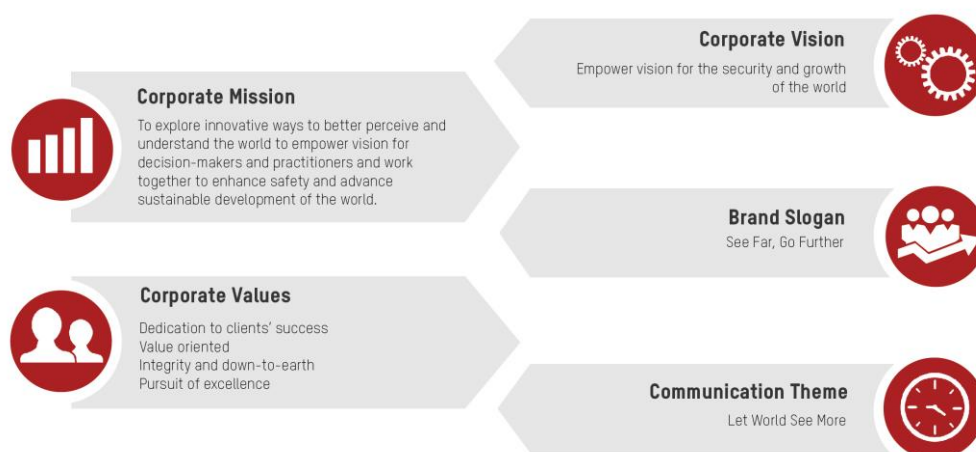 Corporate Vision
Empower vision for the security and growth
of the world
Corporate Mission
To explore innovative ways to better perceive and
understand the world to empower vision for
decision-makers and practitioners and work
together to enhance safety and advance
sustainable development of the world.
Brand Slogan
See Far, Go Further
Corporate Values
Dedication to clients' success
Value oriented
Integrity and down-to-earth
Pursuit of excellence
Communication Theme
Let World See More